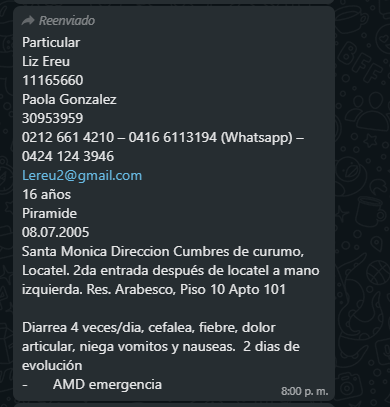 Reenviado
Particular
Liz Ereu
11165660
Paola Gonzalez
30953959
0212 661 4210 – 0416 6113194 (Whatsapp) –
0424 124 3946
Lereu2@gmail.com
16 años
Piramide
08.07.2005
Santa Monica Direccion Cumbres de curumo,
Locatel. 2da entrada después de locatel a mano
izquierda. Res. Arabesco, Piso 10 Apto 101
Diarrea 4 veces/dia, cefalea, fiebre, dolor
articular, niega vomitos y nauseas.  2 dias de
evolución
-      AMD emergencia
8:00 p. m.